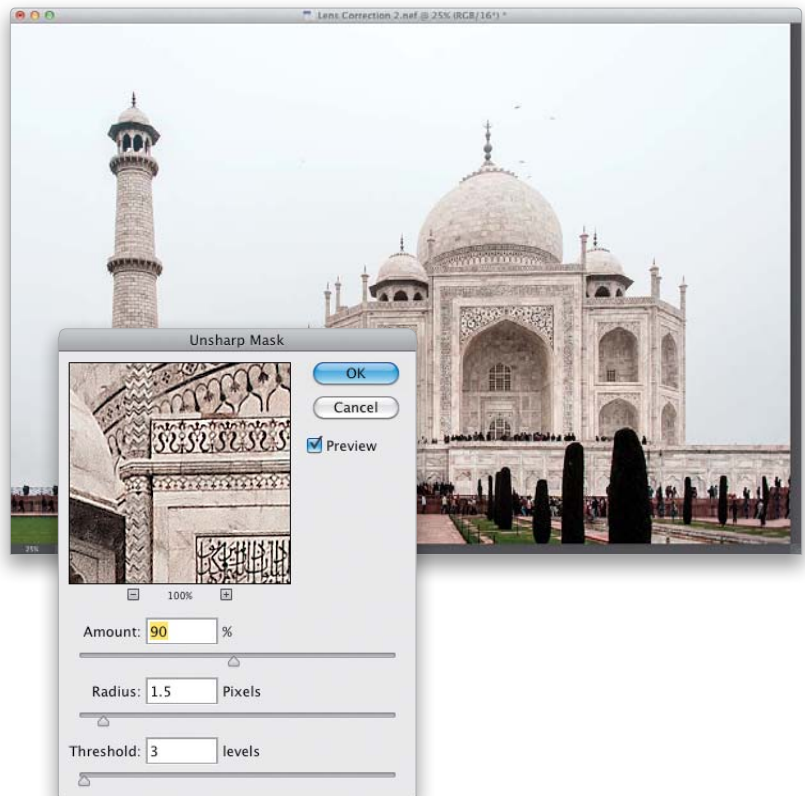 Lens Correction 2.nef @ 25% (RGB/16*) *
25%
Unsharp Mask
OK
Cancel
Preview
100%
Amount: 90 %
Radius: 1.5 Pixels
Threshold: 3 levels